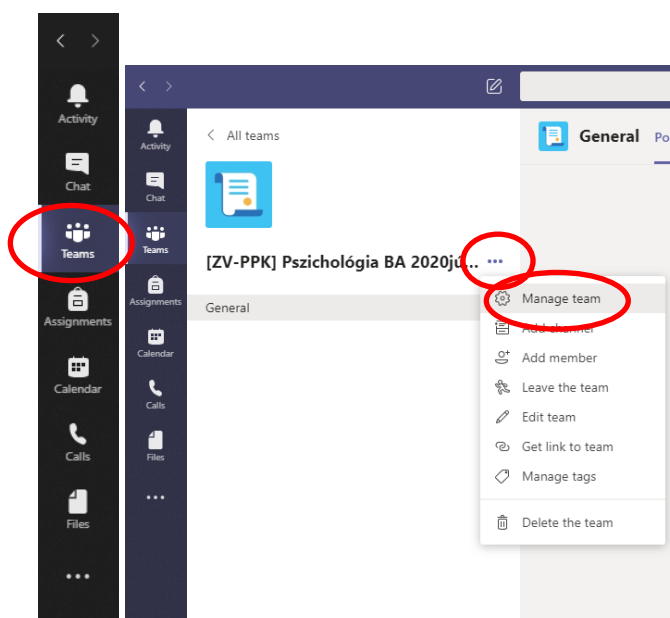 Activity
Chat
Teams
Assignments
Calendar
Calls
Files
Activity
Chat
Teams
Assignments
Calendar
Calls
Files
All teams
[ZV-PPK] Pszichológia BA 2020jú...
General
General Po
Manage team
Add channel
Add member
Leave the team
Edit team
Get link to team
Manage tags
Delete the team